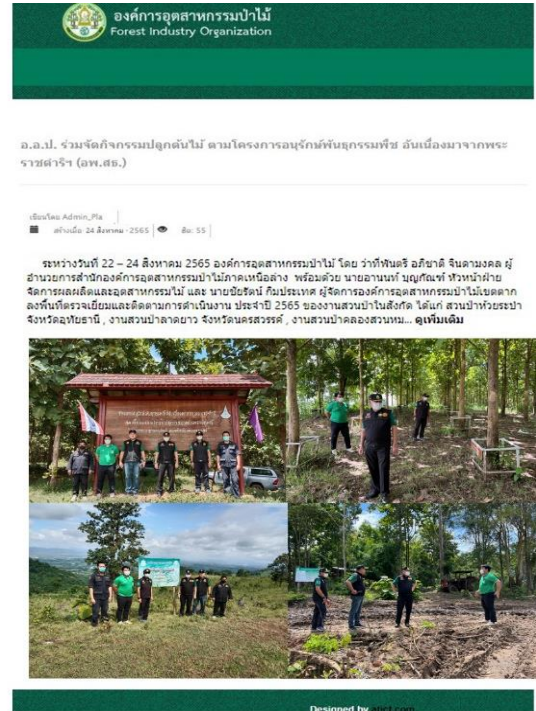 องค์การอุตสาหกรรมป่าไม้
Forest Industry Organization
อ.อ.ป. ร่วมจัดกิจกรรมปลูกต้นไม้ ตามโครงการอนุรักษ์พันธุกรรมพืช อันเนื่องมาจากพระ
ราชดำริฯ (อพ.สธ.)
เขียนโดย Admin_Pla
สร้างเมื่อ 24 สิงหาคม 2565 ฮิต: 55
ระหว่างวันที่ 22 – 24 สิงหาคม 2565 องค์การอุตสาหกรรมป่าไม้ โดย ว่าที่พันตรี อภิชาติ จินดามงคล ผู้
อำนวยการสำนักองค์การอุตสาหกรรมป่าไม้ภาคเหนือล่าง พร้อมด้วย นายอานนท์ บุญกัณฑ์ หัวหน้าฝ่าย
จัดการผลผลิตและอุตสาหกรรมไม้ และ นายชัยรัตน์ กิมประเทศ ผู้จัดการองค์การอุตสาหกรรมป่าไม้เขตตาก
ลงพื้นที่ตรวจเยี่ยมและติดตามการดำเนินงาน ประจำปี 2565 ของงานสวนป่าในสังกัด ได้แก่ สวนป่าห้วยระบำ
จังหวัดอุทัยธานี , งานสวนป่าลาดยาว จังหวัดนครสวรรค์ , งานสวนป่าคลองสวนหม... ดูเพิ่มเติม
Designed by